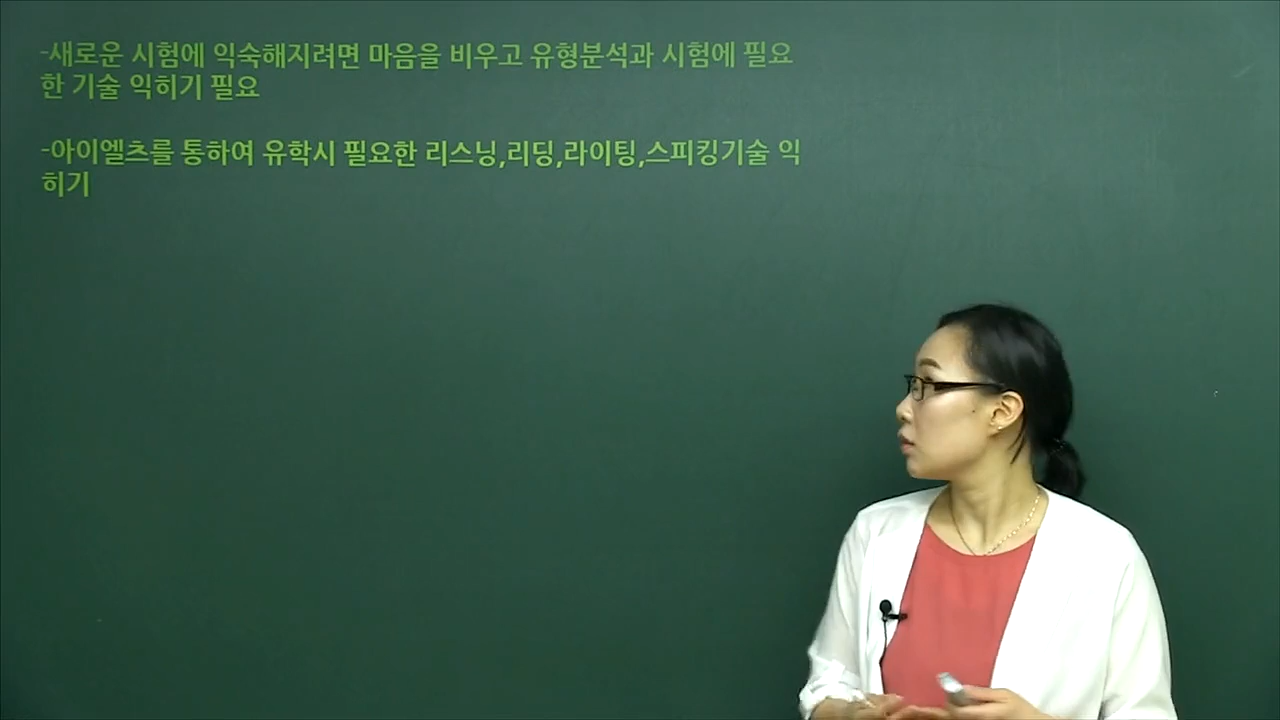 -새로운 시험에 익숙해지려면 마음을 비우고 유형분석과 시험에 필요
한 기술 익히기 필요
-아이엘츠를 통하여 유학시 필요한 리스닝,리딩,라이팅,스피킹기술 익
히기